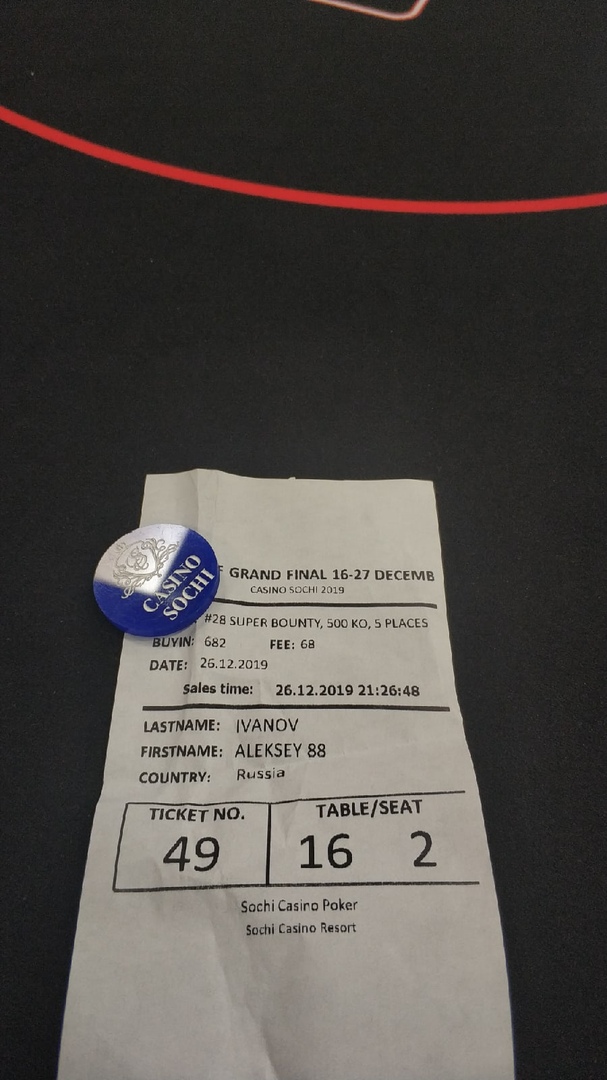 CASINO
SOCHI
F GRAND FINAL 16-27 DECEMB
CASINO SOCHI 2019
#28 SUPER BOUNTY, 500 KO, 5 PLACES
BUYIN: 682 FEE: 68
DATE: 26.12.2019
Sales time: 26.12.2019 21:26:48
LASTNAME: IVANOV
FIRSTNAME: ALEKSEY 88
COUNTRY: Russia
TICKET NO. TABLE/SEAT
49 16 2
Sochi Casino Poker
Sochi Casino Resort